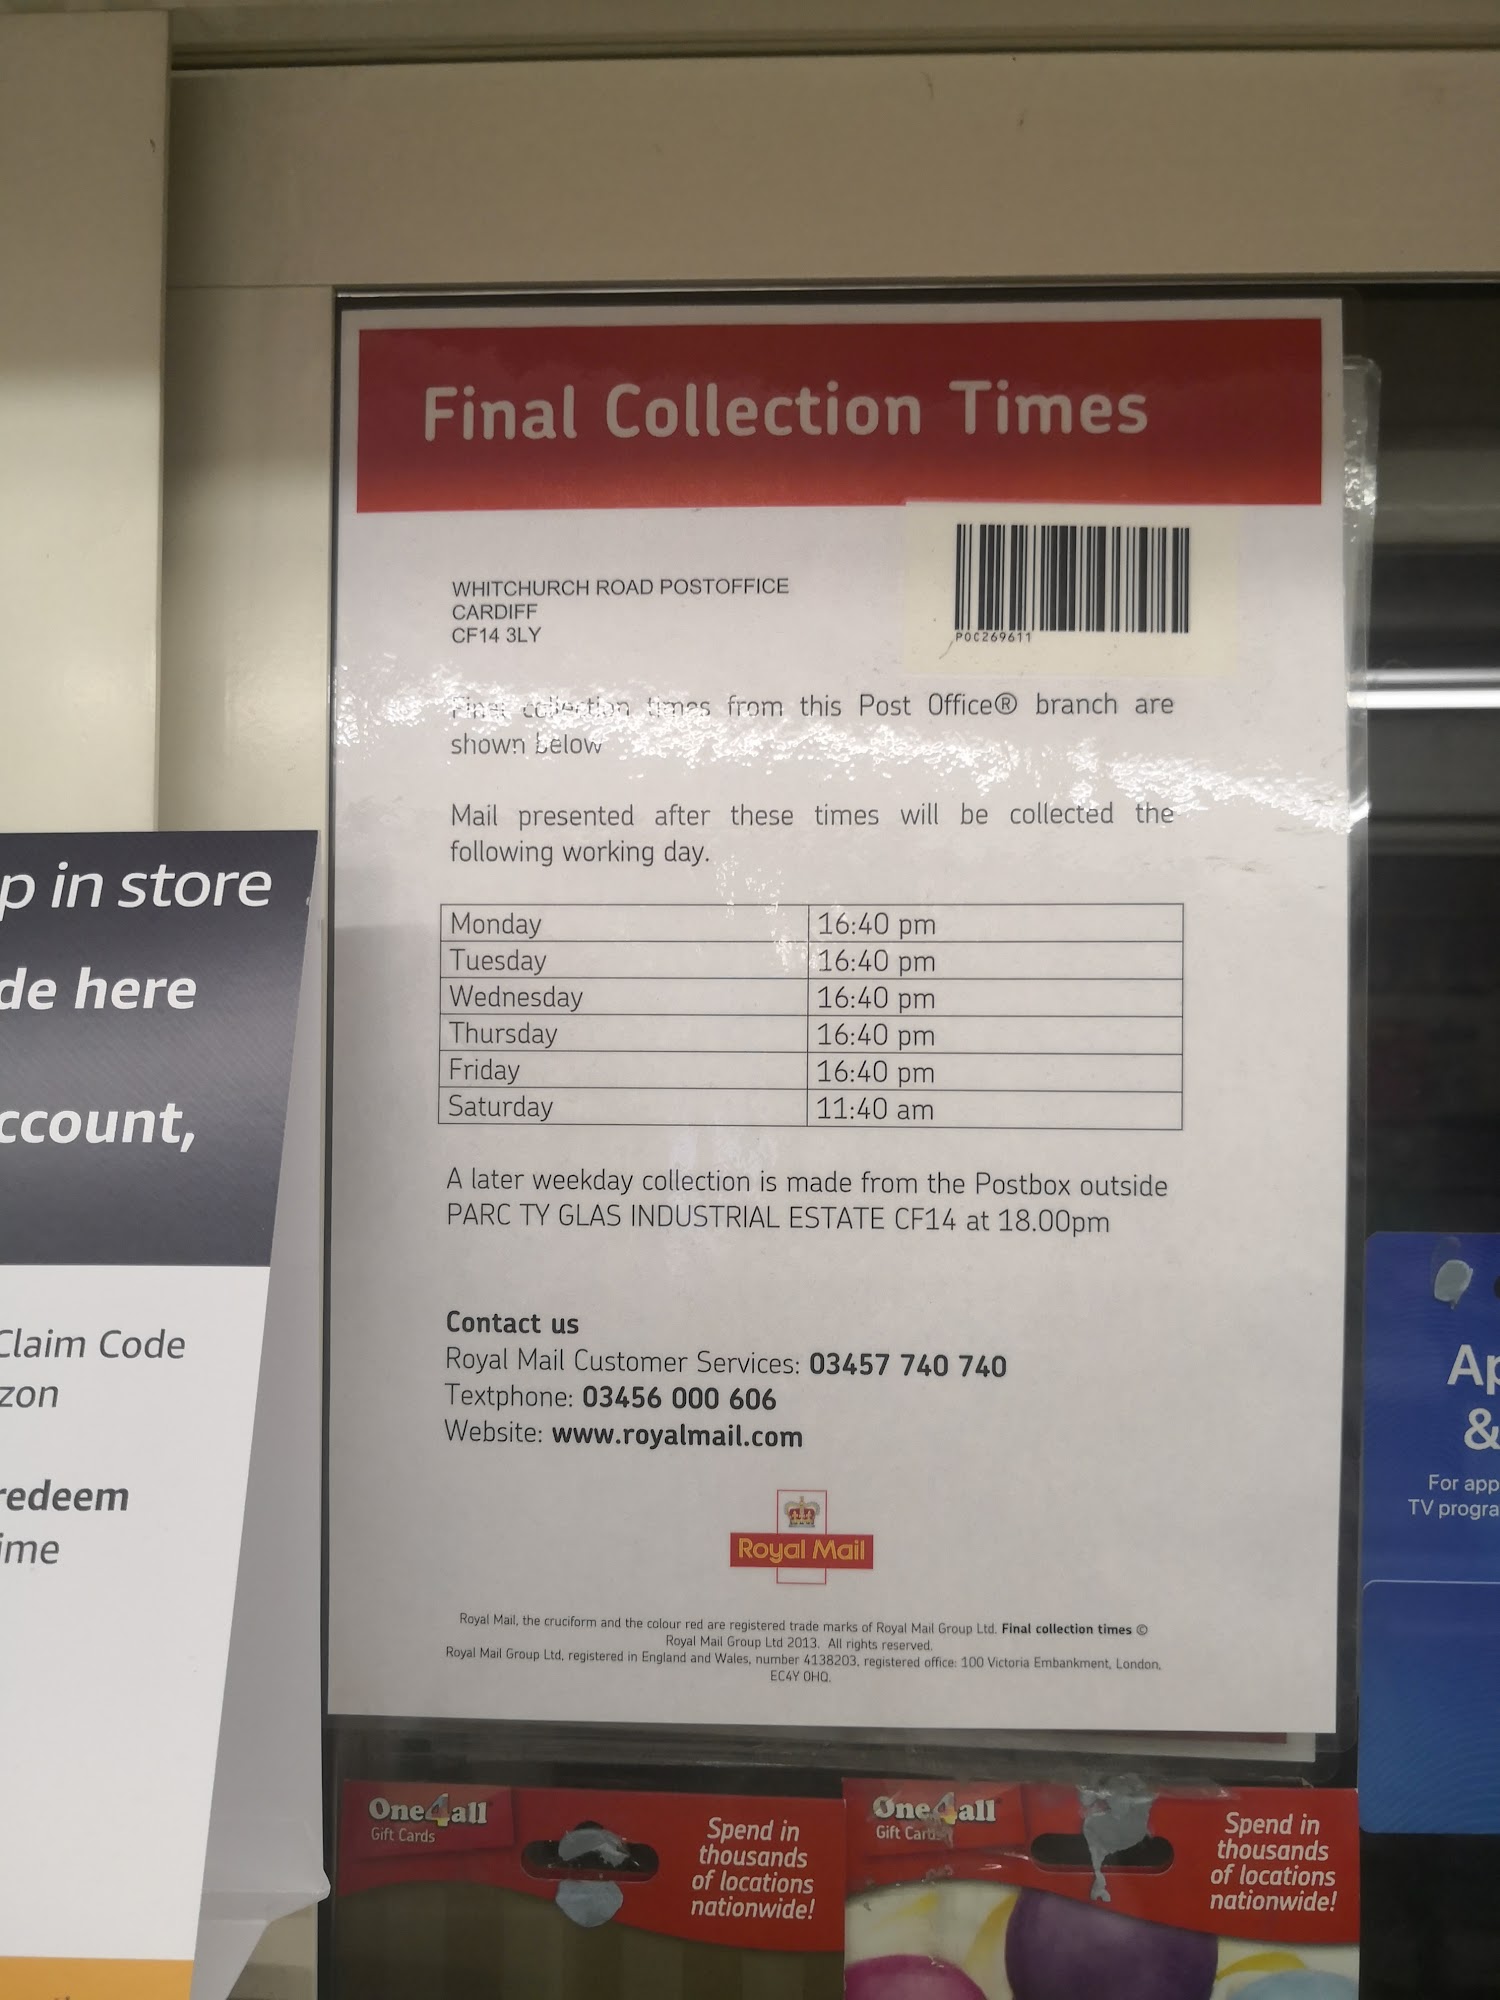 Final Collection Times
WHITCHURCH ROAD POSTOFFICE
CARDIFF
CF14 3LY
POC269611
Final collection times from this Post Office® branch are
shown below
Mail presented after these times will be collected the
following working day.
Monday 16:40 pm
Tuesday 16:40 pm
Wednesday 16:40 pm
Thursday 16:40 pm
Friday 16:40 pm
Saturday 11:40 am
A later weekday collection is made from the Postbox outside
PARC TY GLAS INDUSTRIAL ESTATE CF14 at 18.00pm
Contact us
Royal Mail Customer Services: 03457 740 740
Textphone: 03456 000 606
Website: www.royalmail.com
Royal Mail
Royal Mail, the cruciform and the colour red are registered trade marks of Royal Mail Group Ltd. Final collection times ©
Royal Mail Group Ltd 2013. All rights reserved.
Royal Mail Group Ltd, registered in England and Wales, number 4138203, registered office: 100 Victoria Embankment, London,
EC4Y 0HQ.
p in store
de here
ccount,
Claim Code
zon
redeem
ime
Ap
&
For app
TV progra
One4all
Gift Cards
Spend in
thousands
of locations
nationwide!
One4all
Gift Cards
Spend in
thousands
of locations
nationwide!